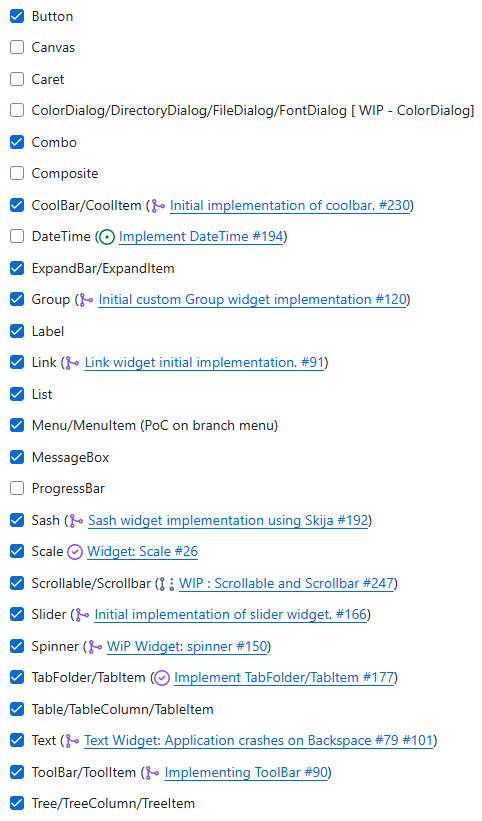 Button
Canvas
Caret
ColorDialog/DirectoryDialog/FileDialog/FontDialog [ WIP - ColorDialog]
Combo
Composite
CoolBar/CoolItem ( Initial implementation of coolbar. #230)
DateTime ( Implement DateTime #194)
ExpandBar/ExpandItem
Group ( Initial custom Group widget implementation #120)
Label
Link ( Link widget initial implementation. #91)
List
Menu/MenuItem (PoC on branch menu)
MessageBox
ProgressBar
Sash ( Sash widget implementation using Skija #192)
Scale Widget: Scale #26
Scrollable/Scrollbar ( WIP : Scrollable and Scrollbar #247)
Slider ( Initial implementation of slider widget. #166)
Spinner ( WiP Widget: spinner #150)
TabFolder/TabItem ( Implement TabFolder/TabItem #177)
Table/TableColumn/TableItem
Text ( Text Widget: Application crashes on Backspace #79 #101)
ToolBar/ToolItem ( Implementing ToolBar #90)
Tree/TreeColumn/TreeItem